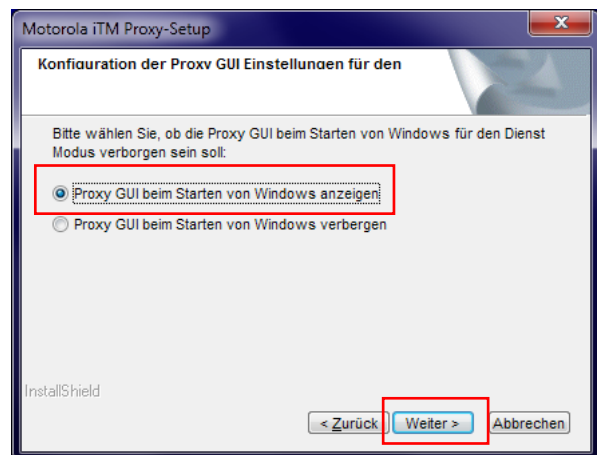 Motorola iTM Proxy-Setup
Konfiguration der Proxy GUI Einstellungen für den
Bitte wählen Sie, ob die Proxy GUI beim Starten von Windows für den Dienst
Modus verborgen sein soll:
Proxy GUI beim Starten von Windows anzeigen
Proxy GUI beim Starten von Windows verbergen
InstallShield
< Zurück Weiter > Abbrechen